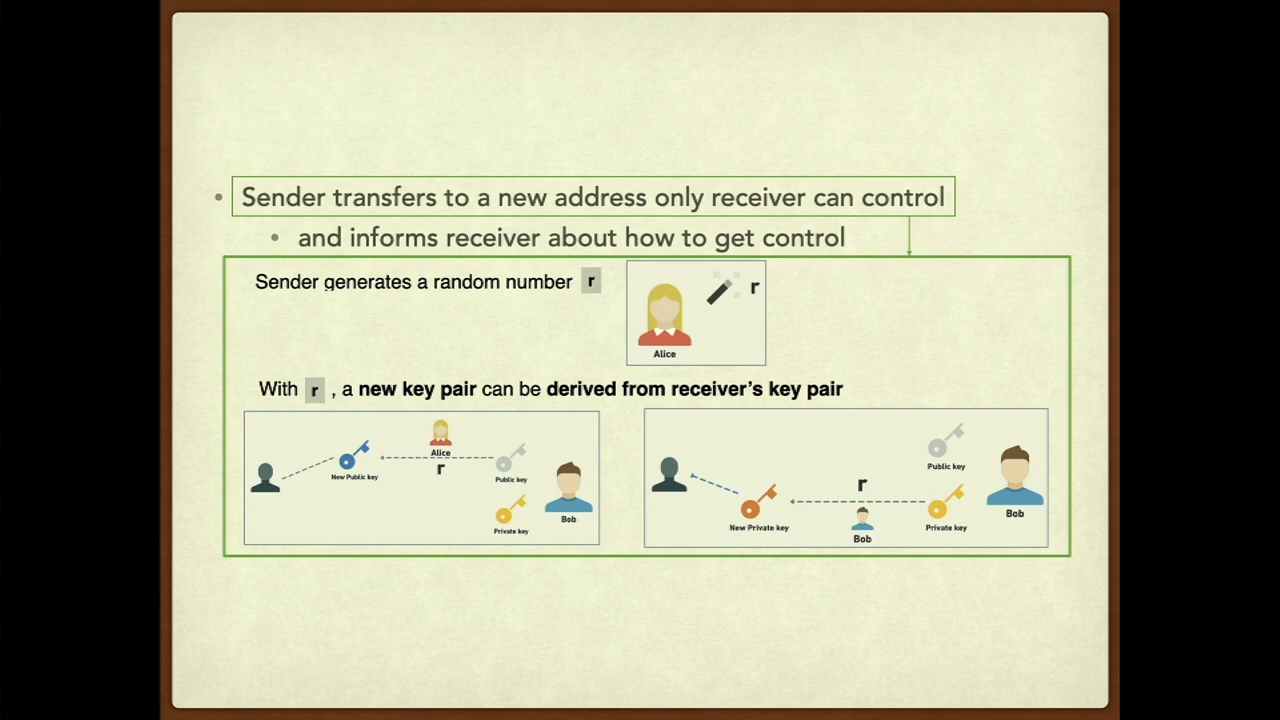 • Sender transfers to a new address only receiver can control
• and informs receiver about how to get control
Sender generates a random number r
r
Alice
With r , a new key pair can be derived from receiver's key pair
Alice
r
New Public key
Public key
Private key
Bob
Public key
r
New Private key
Bob
Private key
Bob